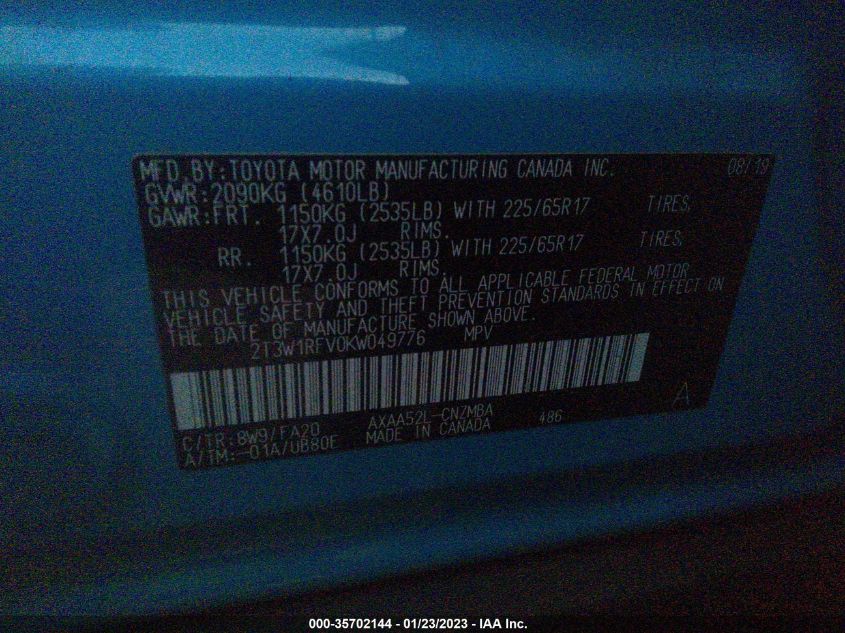 MFD.BY:TOYOTA MOTOR MANUFACTURING CANADA INC. 08/19
GVWR:2090KG (4610LB)
GAWR:FRT. 1150KG (2535LB) WITH 225/65R17 TIRES,
17X7.0J RIMS.
RR. 1150KG (2535LB) WITH 225/65R17 TIRES,
17X7.0J RIMS.
THIS VEHICLE CONFORMS TO ALL APPLICABLE FEDERAL MOTOR
VEHICLE SAFETY AND THEFT PREVENTION STANDARDS IN EFFECT ON
THE DATE OF MANUFACTURE SHOWN ABOVE.
2T3W1RFV0KW049776 MPV
C/TR:8W9/FA20 AXAA52L-CNZMBA 486 A
A/TM:-01A/UB80E MADE IN CANADA
000-35702144 - 01/23/2023 - IAA Inc.